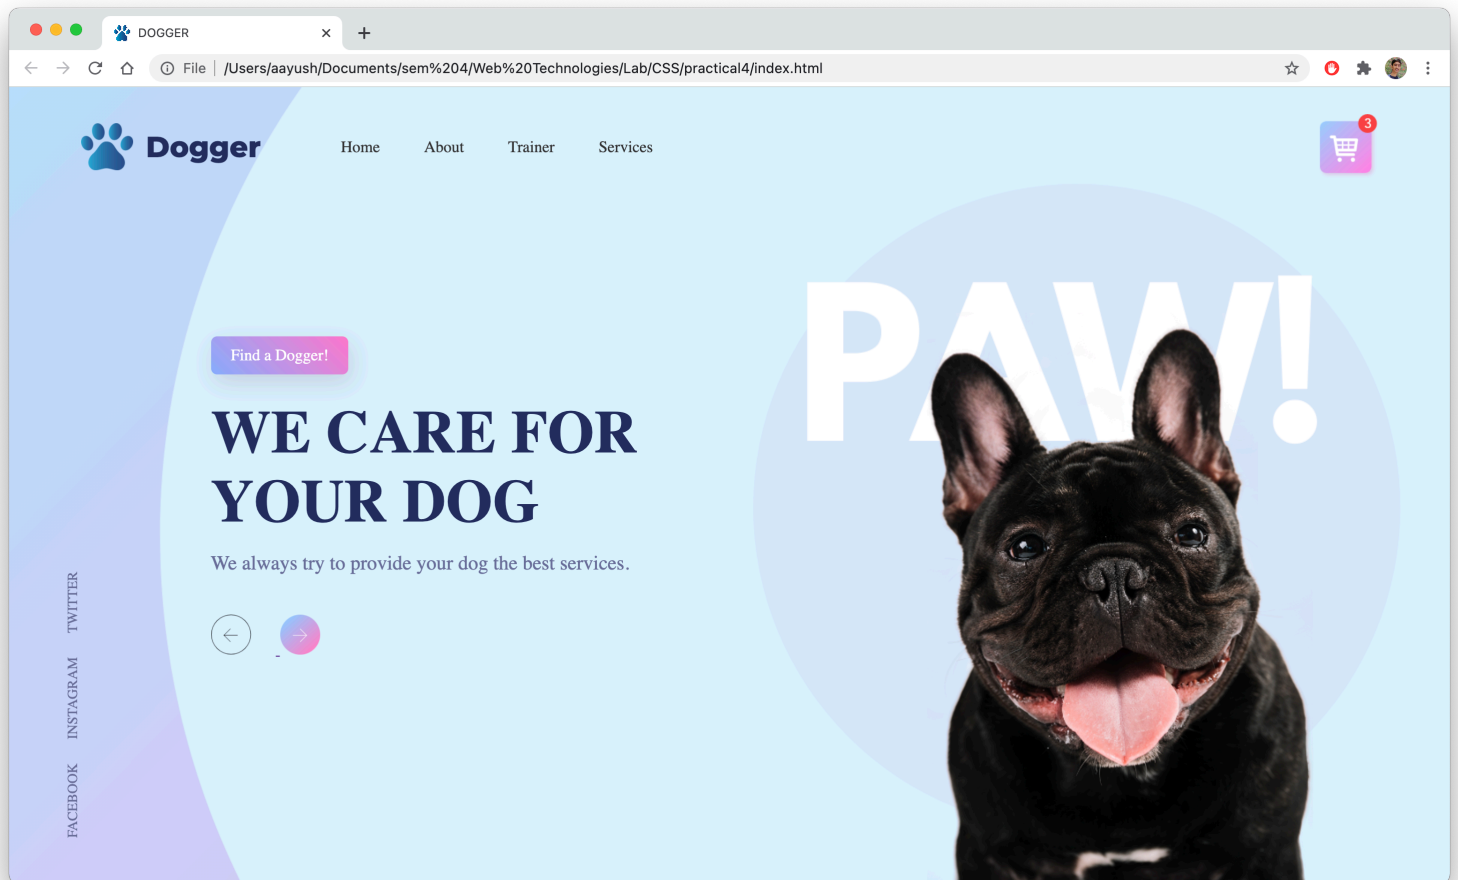 DOGGER
File
/Users/aayush/Documents/sem%204/Web%20Technologies/Lab/CSS/practical4/index.html
Dogger
Home
About
Trainer
Services
3
PAW!
Find a Dogger!
WE CARE FOR
YOUR DOG
We always try to provide your dog the best services.
TWITTER
INSTAGRAM
FACEBOOK